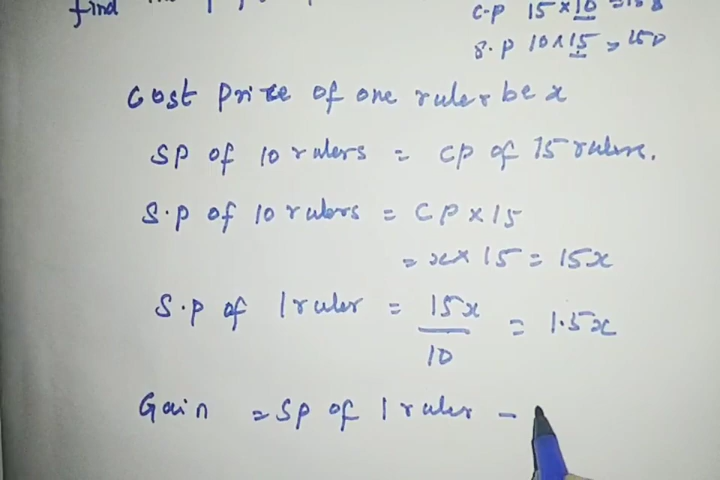 find
C.P 15 × 10 = 150
S.P 10 × 15 = 150
Cost price of one ruler be x
SP of 10 rulers = CP of 15 rulers.
S.P of 10 rulers = CP × 15
= x × 15 = 15x
S.P of 1 ruler = 15x/10 = 1.5x
Gain = SP of 1 ruler -